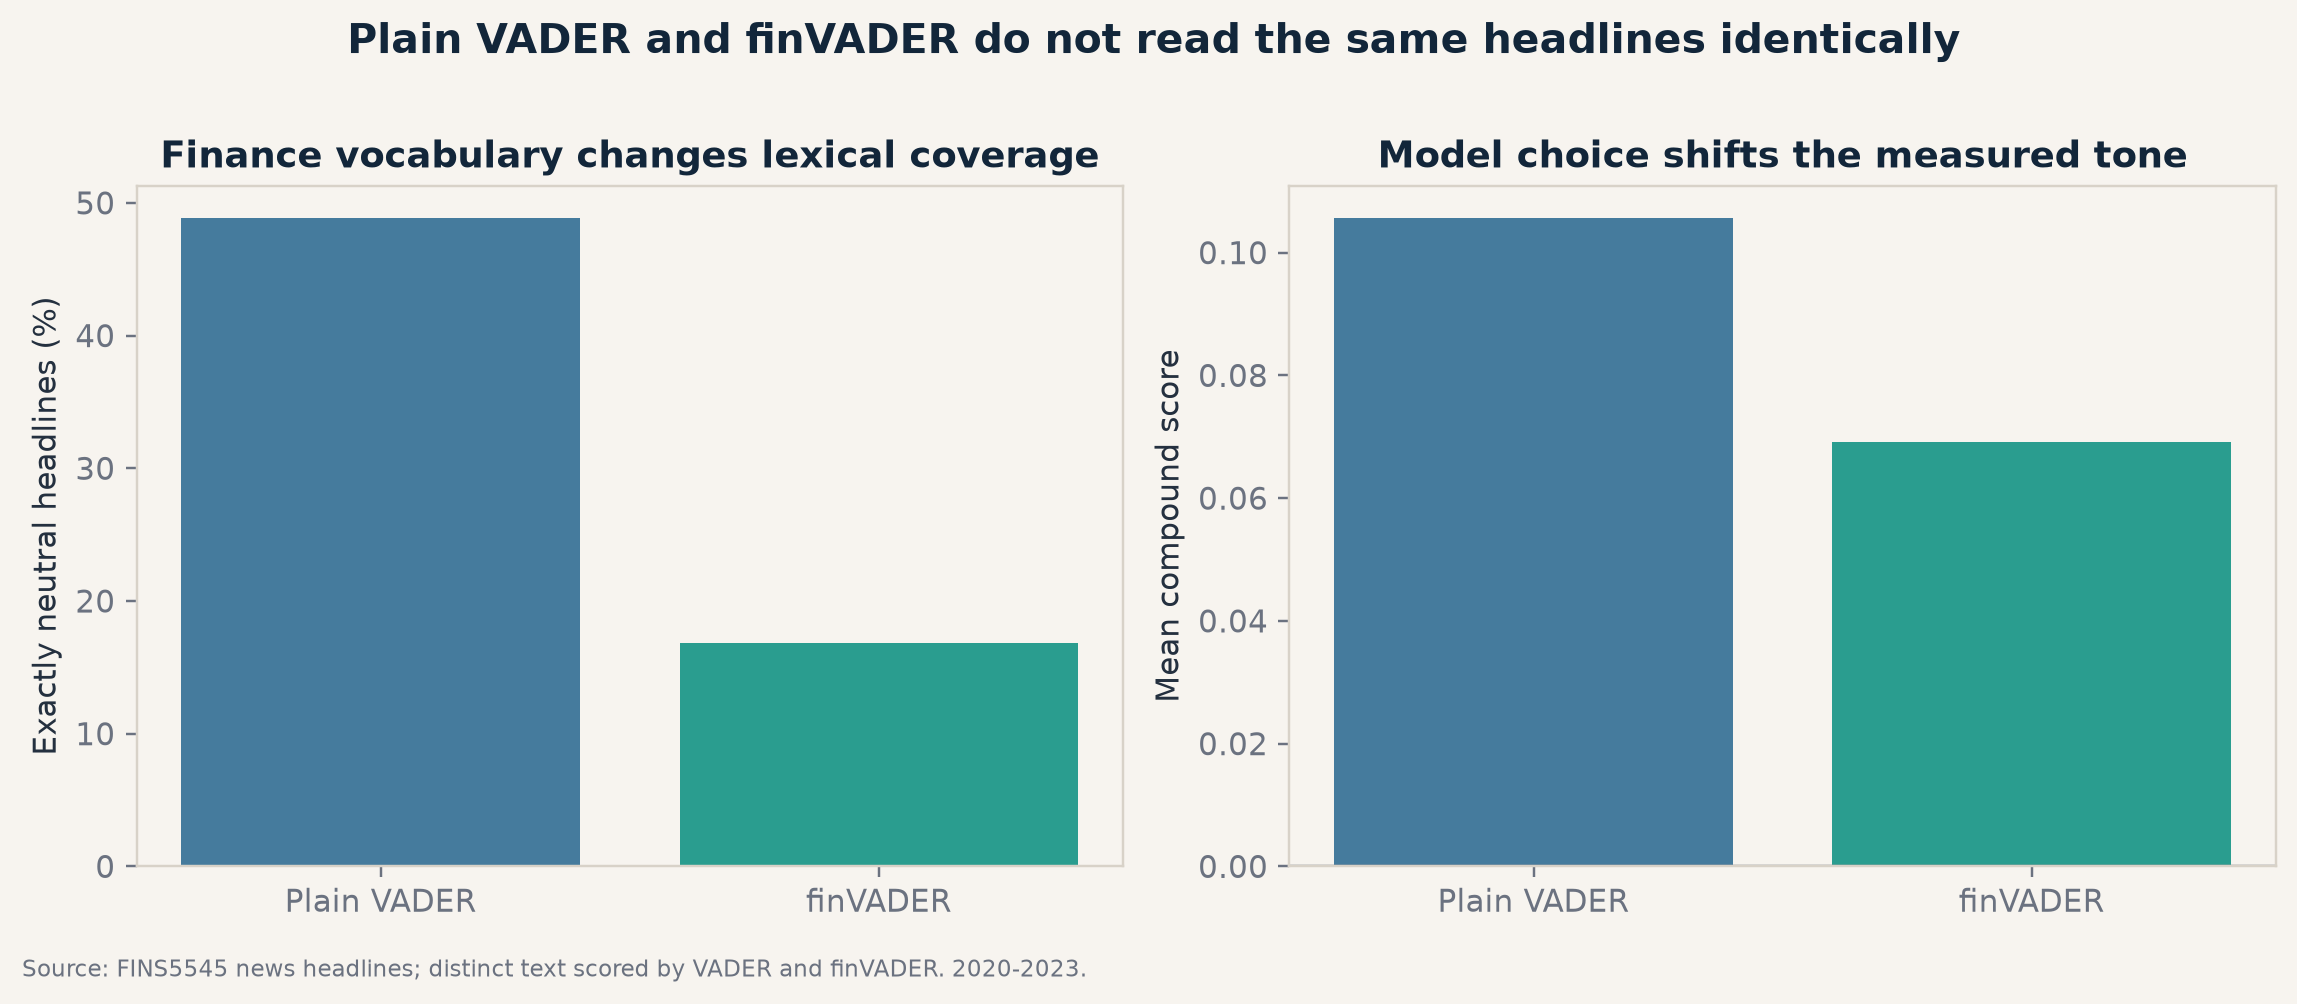 Plain VADER and finVADER do not read the same headlines identically
Finance vocabulary changes lexical coverage
Exactly neutral headlines (%)
50
40
30
20
10
0
Plain VADER
finVADER
Model choice shifts the measured tone
Mean compound score
0.10
0.08
0.06
0.04
0.02
0.00
Plain VADER
finVADER
Source: FINS5545 news headlines; distinct text scored by VADER and finVADER. 2020-2023.